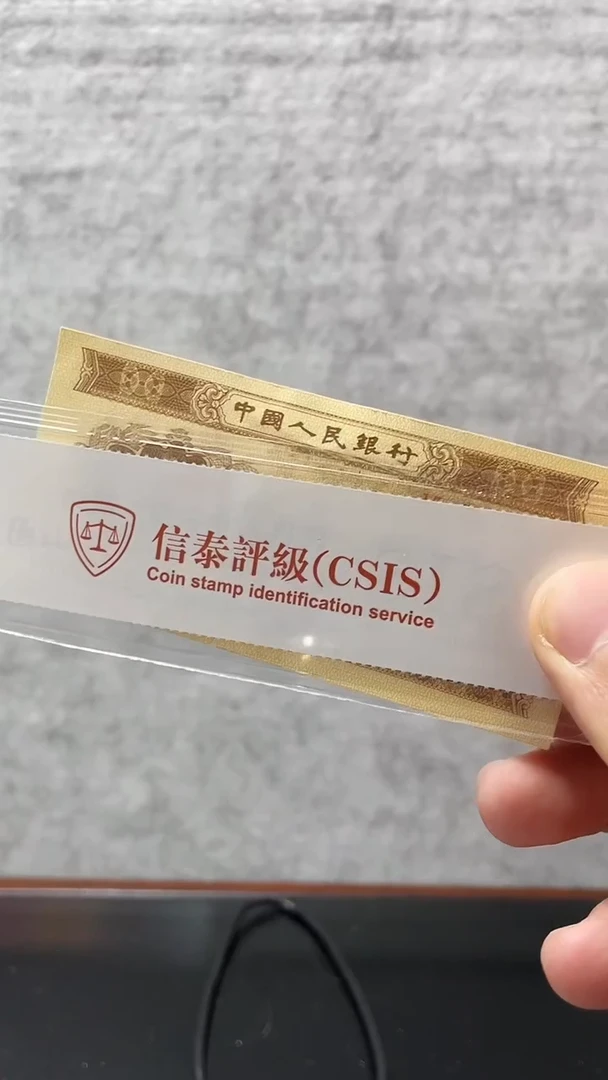 中國人民銀行
信泰評級(CSIS)
Coin stamp identification service